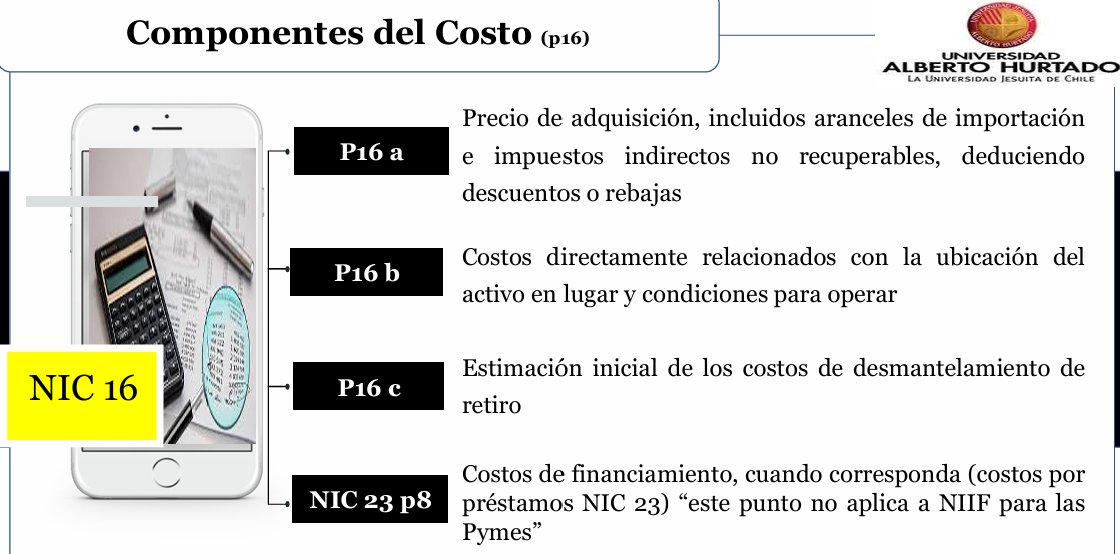 Componentes del Costo (p16)
UNIVERSIDAD
ALBERTO HURTADO
LA UNIVERSIDAD JESUITA DE CHILE
P16 a
Precio de adquisición, incluidos aranceles de importación
e impuestos indirectos no recuperables, deduciendo
descuentos o rebajas
P16 b
Costos directamente relacionados con la ubicación del
activo en lugar y condiciones para operar
NIC 16
P16 c
Estimación inicial de los costos de desmantelamiento de
retiro
NIC 23 p8
Costos de financiamiento, cuando corresponda (costos por
préstamos NIC 23) “este punto no aplica a NIIF para las
Pymes”